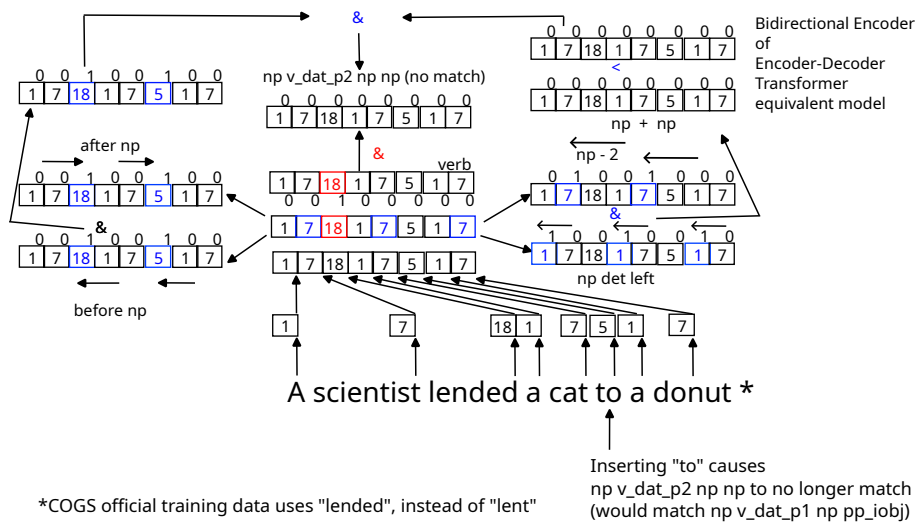 &
Bidirectional Encoder
of
Encoder-Decoder
Transformer
equivalent model
0 0 1 0 0 1 0 0
1 7 18 1 7 5 1 7
np v_dat_p2 np np (no match)
0 0 0 0 0 0 0 0
1 7 18 1 7 5 1 7
0 0 0 0 0 0 0 0
1 7 18 1 7 5 1 7
<
0 0 0 0 0 0 0 0
1 7 18 1 7 5 1 7
np + np
after np
0 0 1 0 0 1 0 0
1 7 18 1 7 5 1 7
&
0 0 1 0 0 1 0 0
1 7 18 1 7 5 1 7
before np
&
verb
1 7 18 1 7 5 1 7
0 0 1 0 0 0 0 0
1 7 18 1 7 5 1 7
1 7 18 1 7 5 1 7
np - 2
0 1 0 0 1 0 0 0
1 7 18 1 7 5 1 7
&
1 0 0 1 0 0 1 0
1 7 18 1 7 5 1 7
np det left
1 7 18 1 7 5 1 7
A scientist lended a cat to a donut *
Inserting "to" causes
np v_dat_p2 np np to no longer match
(would match np v_dat_p1 np pp_iobj)
*COGS official training data uses "lended", instead of "lent"